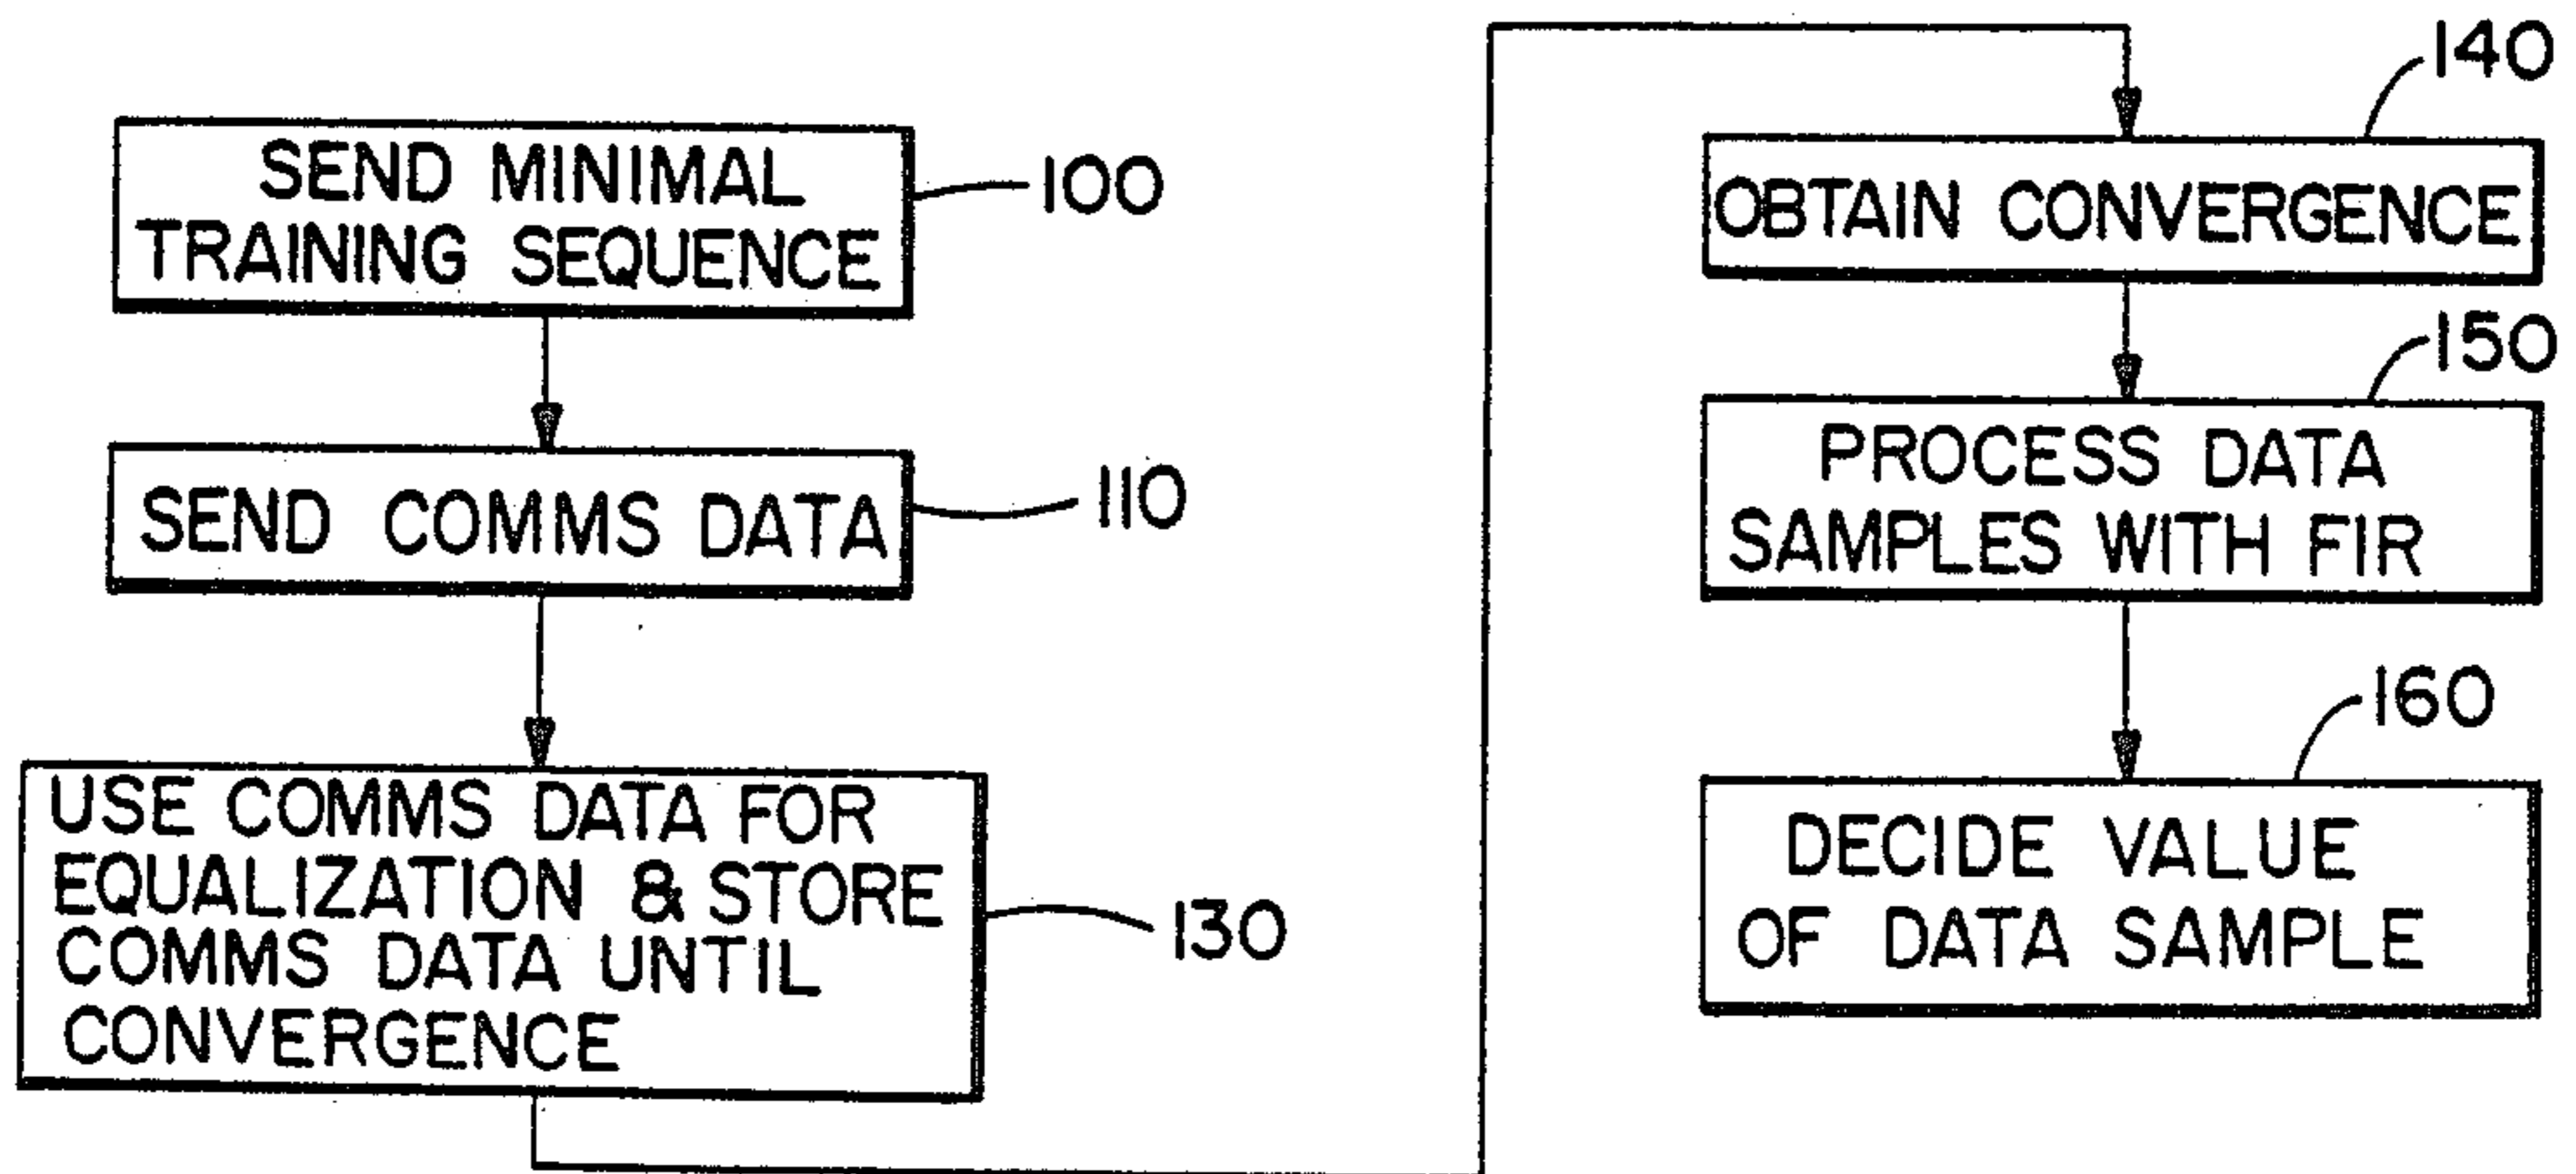 SEND MINIMAL
TRAINING SEQUENCE
100
SEND COMMS DATA
110
USE COMMS DATA FOR
EQUALIZATION & STORE
COMMS DATA UNTIL
CONVERGENCE
130
140
OBTAIN CONVERGENCE
150
PROCESS DATA
SAMPLES WITH FIR
160
DECIDE VALUE
OF DATA SAMPLE